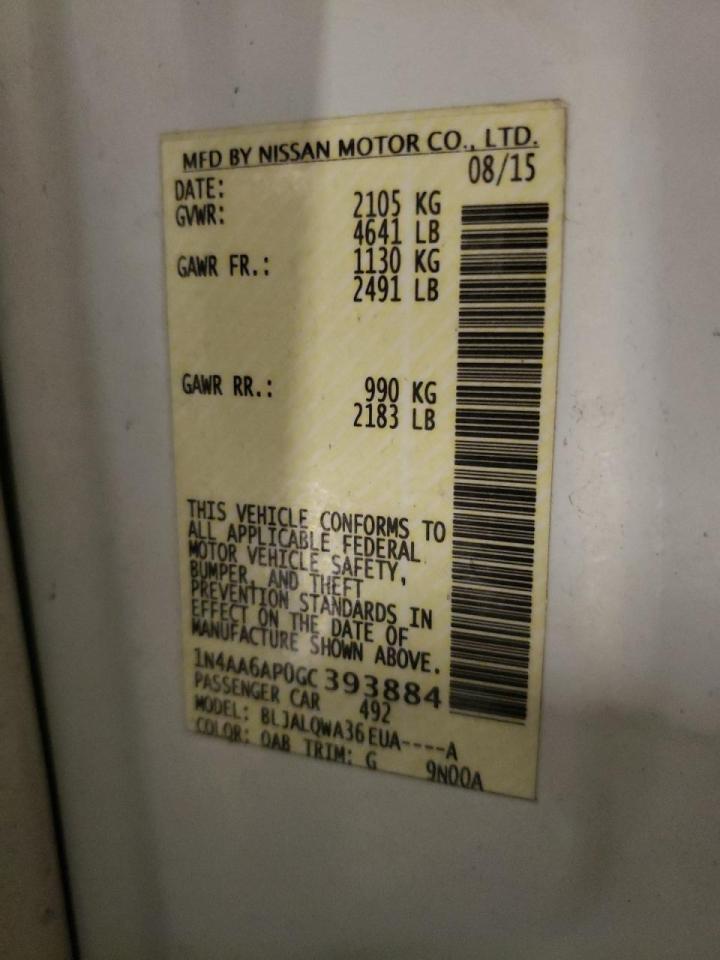 MFD BY NISSAN MOTOR CO., LTD.
DATE: 08/15
GVWR: 2105 KG
4641 LB
GAWR FR.: 1130 KG
2491 LB
GAWR RR.: 990 KG
2183 LB
THIS VEHICLE CONFORMS TO
ALL APPLICABLE FEDERAL
MOTOR VEHICLE SAFETY,
BUMPER, AND THEFT
PREVENTION STANDARDS IN
EFFECT ON THE DATE OF
MANUFACTURE SHOWN ABOVE.
1N4AA6AP0GC393884
PASSENGER CAR 492
MODEL: BLJALQWA36EUA----A
COLOR: QAB TRIM: G 9N00A